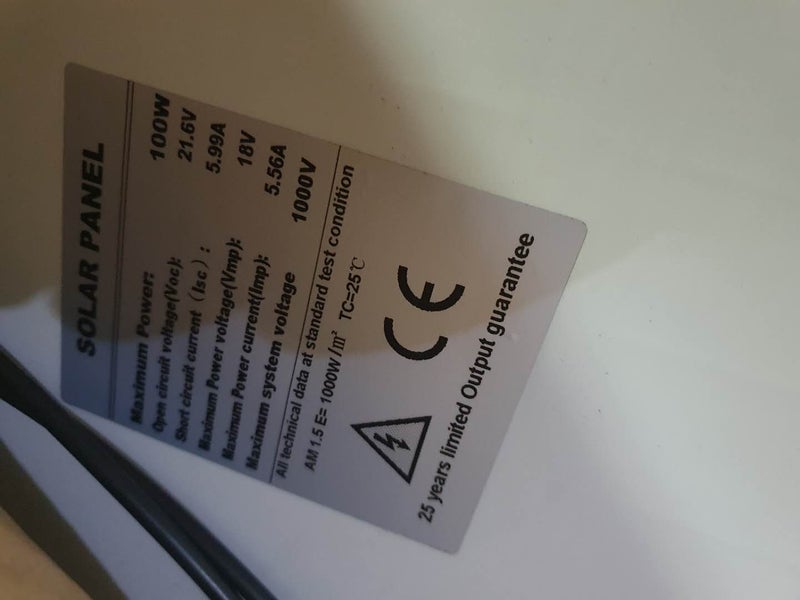 SOLAR PANEL
Maximum Power: 100W
Open circuit voltage(Voc): 21.6V
Short circuit current（Isc）: 5.99A
Maximum Power voltage(Vmp): 18V
Maximum Power current(Imp): 5.56A
Maximum system voltage 1000V
All technical data at standard test condition
AM 1.5 E= 1000W/㎡ TC=25℃
CE
25 years limited Output guarantee